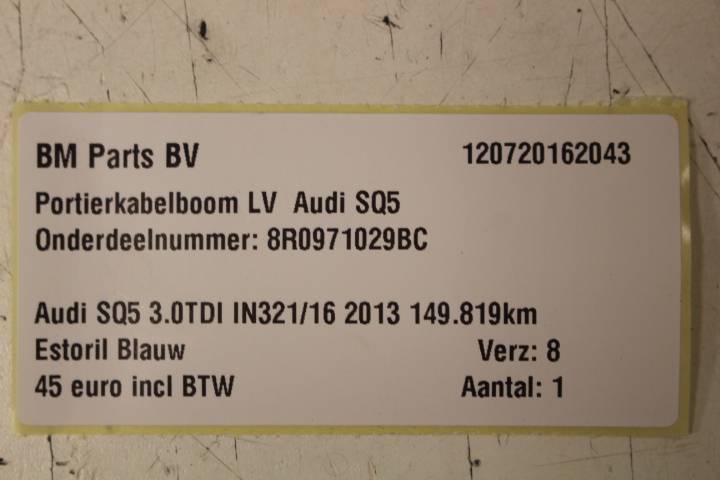 BM Parts BV 120720162043
Portierkabelboom LV Audi SQ5
Onderdeelnummer: 8R0971029BC
Audi SQ5 3.0TDI IN321/16 2013 149.819km
Estoril Blauw Verz: 8
45 euro incl BTW Aantal: 1